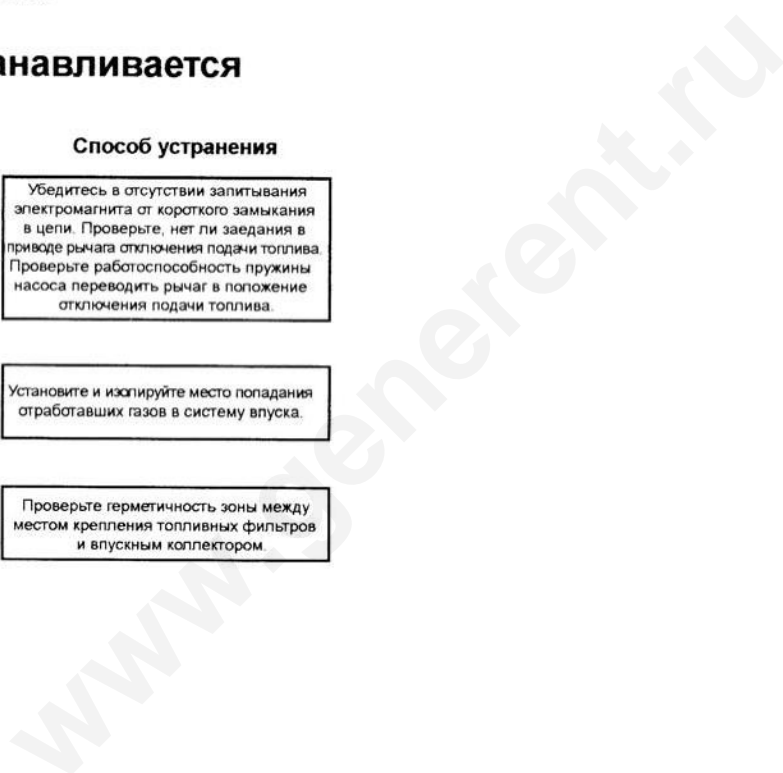 анавливается
Способ устранения
Убедитесь в отсутствии запитывания
электромагнита от короткого замыкания
в цепи. Проверьте, нет ли заедания в
приводе рычага отключения подачи топлива.
Проверьте работоспособность пружины
насоса переводить рычаг в положение
отключения подачи топлива.
Установите и изолируйте место попадания
отработавших газов в систему впуска.
Проверьте герметичность зоны между
местом крепления топливных фильтров
и впускным коллектором.
www.generent.ru